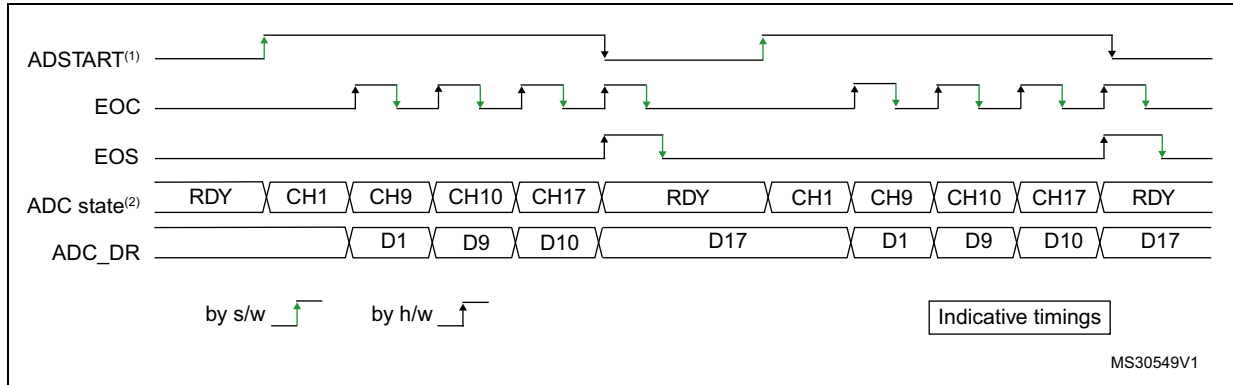 ADSTART(1)
EOC
EOS
ADC state(2) RDY CH1 CH9 CH10 CH17 RDY CH1 CH9 CH10 CH17 RDY
ADC_DR D1 D9 D10 D17 D1 D9 D10 D17
by s/w by h/w Indicative timings
MS30549V1